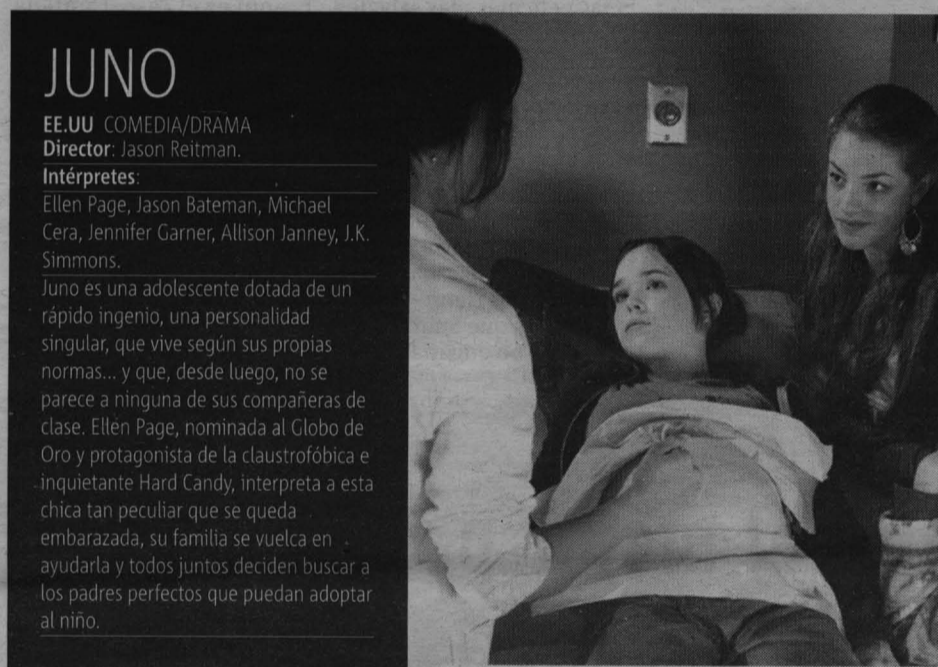 JUNO
EE.UU COMEDIA/DRAMA
Director: Jason Reitman.
Intérpretes:
Ellen Page, Jason Bateman, Michael
Cera, Jennifer Garner, Allison Janney, J.K.
Simmons.
Juno es una adolescente dotada de un
rápido ingenio, una personalidad
singular, que vive según sus propias
normas... y que, desde luego, no se
parece a ninguna de sus compañeras de
clase. Ellen Page, nominada al Globo de
Oro y protagonista de la claustrofóbica e
inquietante Hard Candy, interpreta a esta
chica tan peculiar que se queda
embarazada, su familia se vuelca en
ayudarla y todos juntos deciden buscar a
los padres perfectos que puedan adoptar
al niño.